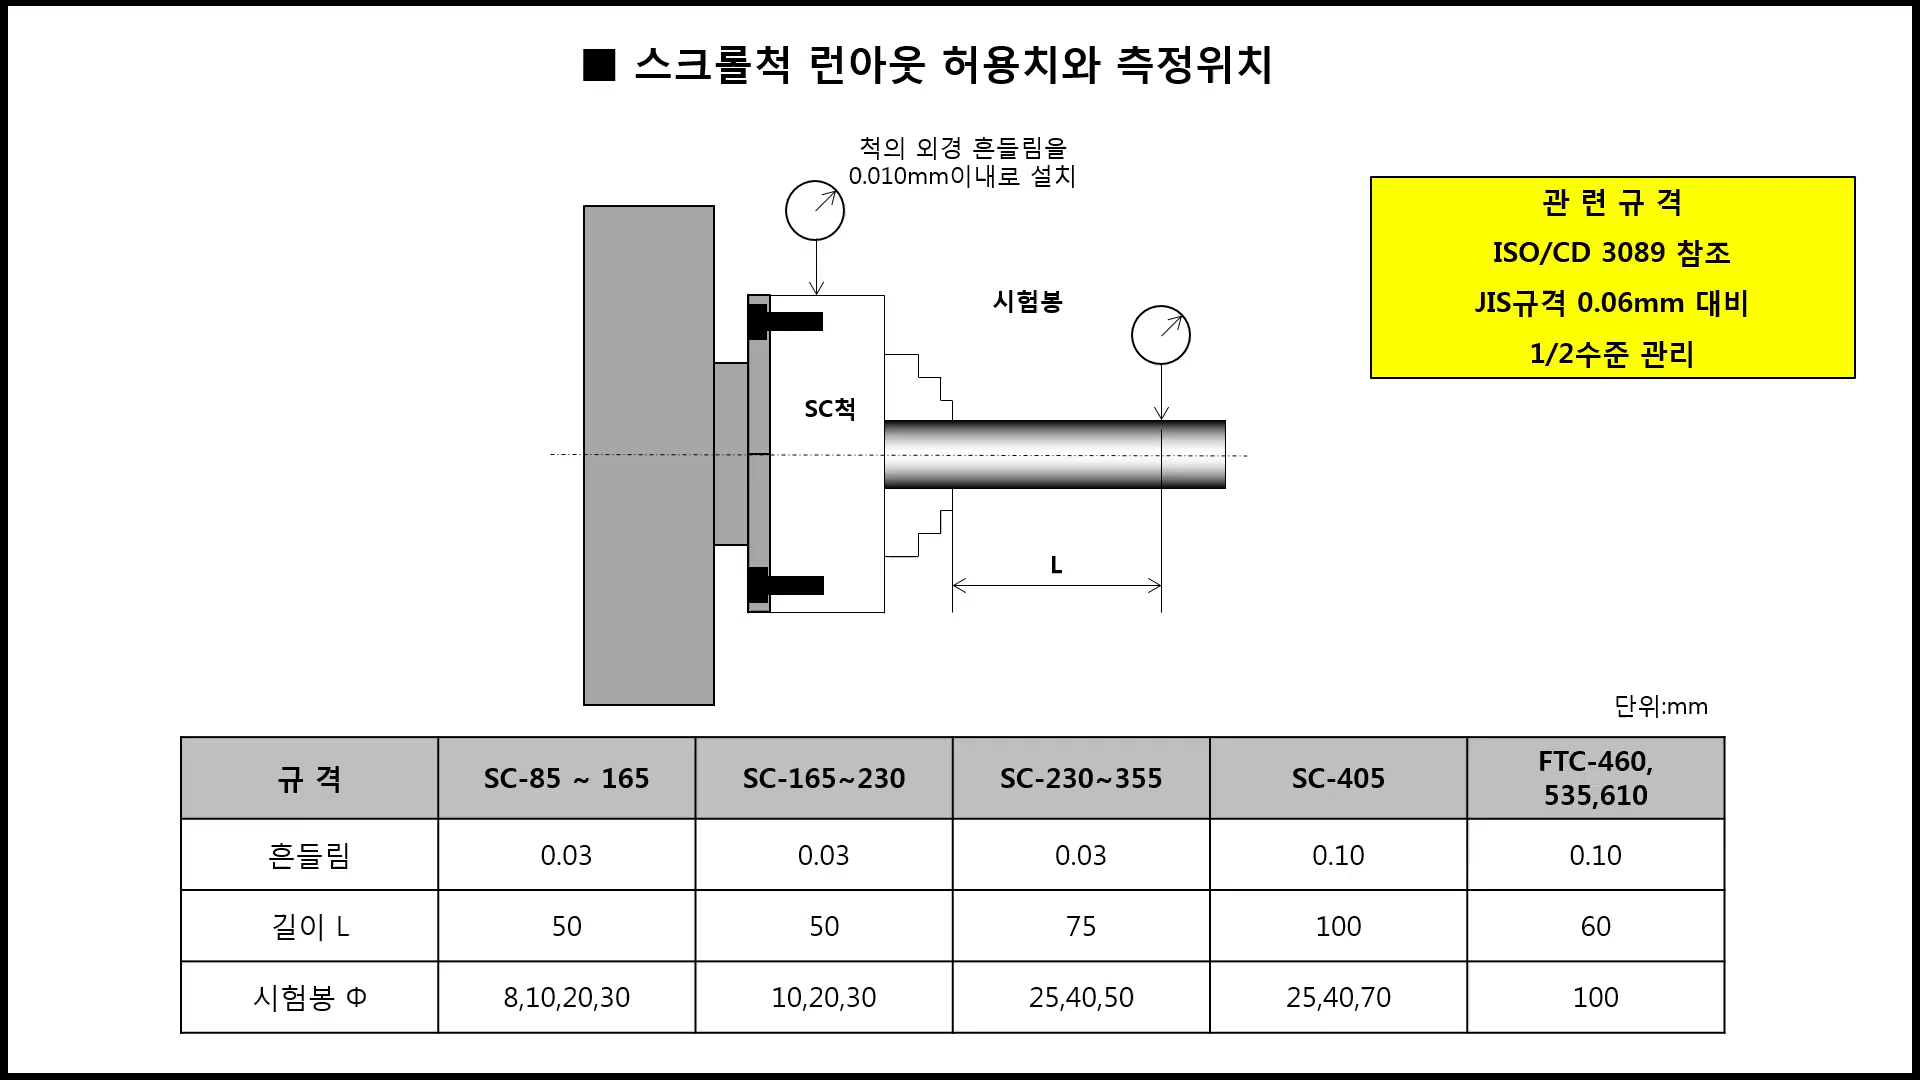 ■ 스크롤척 런아웃 허용치와 측정위치
척의 외경 흔들림을
0.010mm이내로 설치
관 련 규 격
ISO/CD 3089 참조
JIS규격 0.06mm 대비
1/2수준 관리
시험봉
SC척
L
단위:mm
규 격 SC-85 ~ 165 SC-165~230 SC-230~355 SC-405 FTC-460,
535,610
흔들림 0.03 0.03 0.03 0.10 0.10
길이 L 50 50 75 100 60
시험봉 Φ 8,10,20,30 10,20,30 25,40,50 25,40,70 100